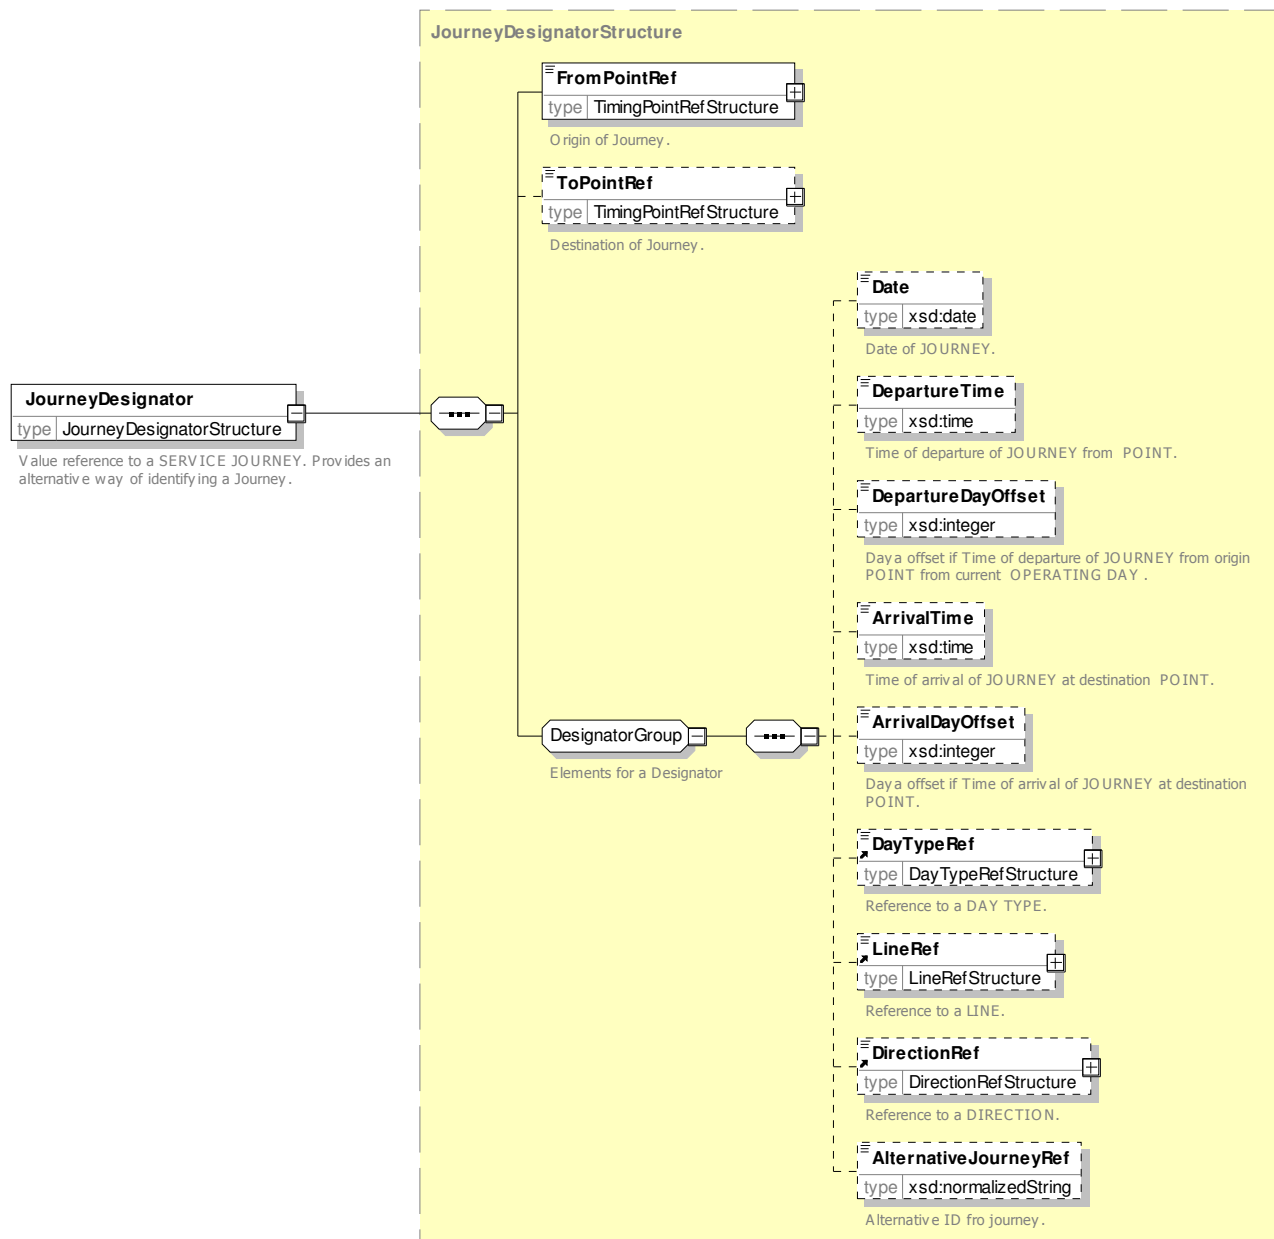 JourneyDesignatorStructure
FromPointRef
type TimingPointRefStructure
Origin of Journey.
ToPointRef
type TimingPointRefStructure
Destination of Journey.
Date
type xsd:date
Date of JOURNEY.
JourneyDesignator
type JourneyDesignatorStructure
Value reference to a SERVICE JOURNEY. Provides an
alternative way of identifying a Journey.
DepartureTime
type xsd:time
Time of departure of JOURNEY from POINT.
DepartureDayOffset
type xsd:integer
Daya offset if Time of departure of JOURNEY from origin
POINT from current OPERATING DAY.
ArrivalTime
type xsd:time
Time of arrival of JOURNEY at destination POINT.
DesignatorGroup
Elements for a Designator
ArrivalDayOffset
type xsd:integer
Daya offset if Time of arrival of JOURNEY at destination
POINT.
DayTypeRef
type DayTypeRefStructure
Reference to a DAY TYPE.
LineRef
type LineRefStructure
Reference to a LINE.
DirectionRef
type DirectionRefStructure
Reference to a DIRECTION.
AlternativeJourneyRef
type xsd:normalizedString
Alternative ID fro journey.